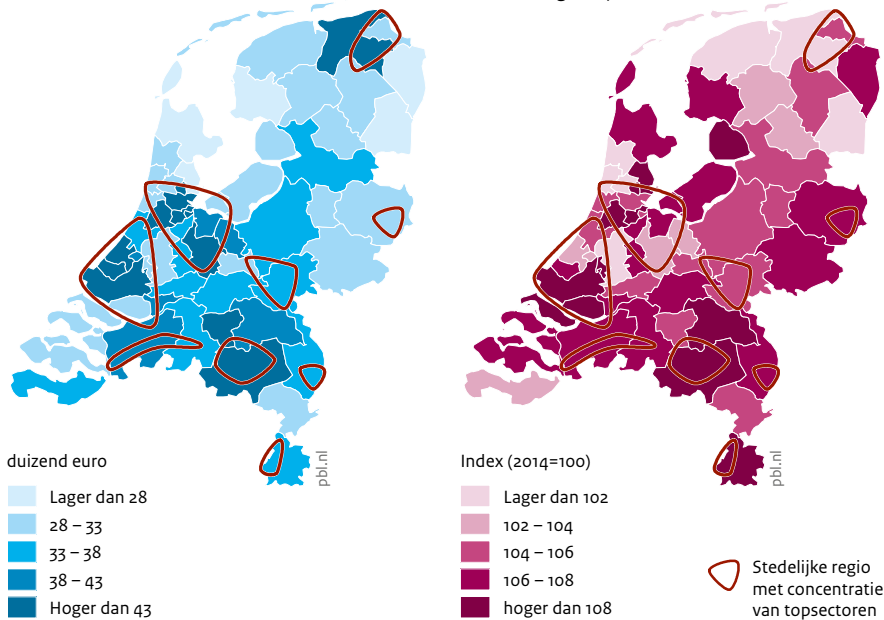 duizend euro
Lager dan 28
28 – 33
33 – 38
38 – 43
Hoger dan 43
pbl.nl
Index (2014=100)
Lager dan 102
102 – 104
104 – 106
106 – 108
hoger dan 108
pbl.nl
Stedelijke regio
met concentratie
van topsectoren